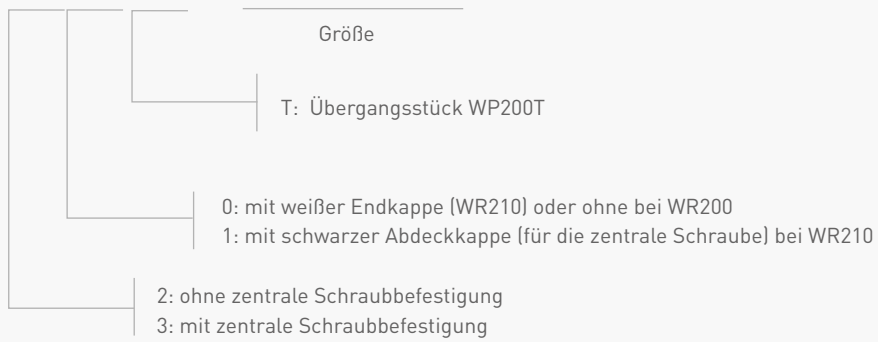 Größe
T: Übergangsstück WP200T
0: mit weißer Endkappe (WR210) oder ohne bei WR200
1: mit schwarzer Abdeckkappe (für die zentrale Schraube) bei WR210
2: ohne zentrale Schraubbefestigung
3: mit zentrale Schraubbefestigung